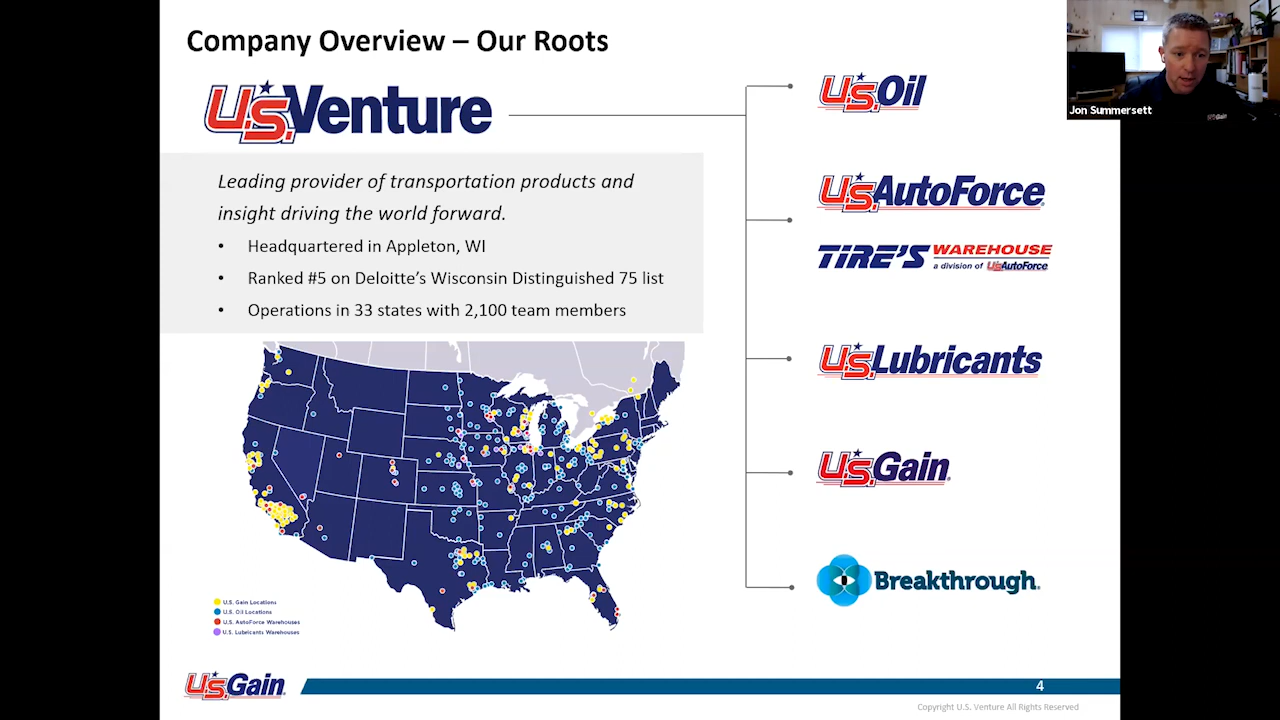 Company Overview – Our Roots
U.S. Venture
Leading provider of transportation products and
insight driving the world forward.
• Headquartered in Appleton, WI
• Ranked #5 on Deloitte’s Wisconsin Distinguished 75 list
• Operations in 33 states with 2,100 team members
U.S. Gain Locations
U.S. Oil Locations
U.S. AutoForce Warehouses
U.S. Lubricants Warehouses
U.S. Oil
U.S. AutoForce®
TIRE'S WAREHOUSE
a division of U.S. AutoForce
U.S. Lubricants
U.S. Gain®
Breakthrough®
Jon Summersett
U.S. Gain®
4
Copyright U.S. Venture All Rights Reserved